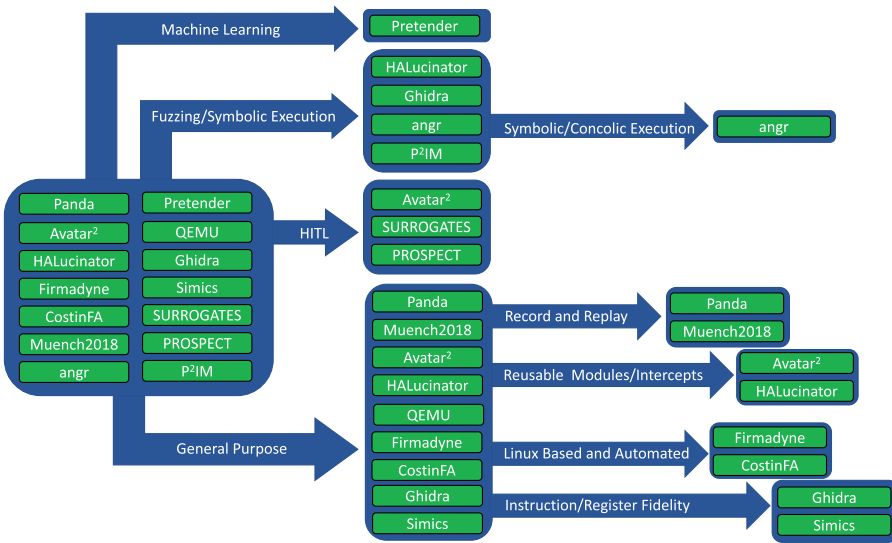 Machine Learning
Pretender
Fuzzing/Symbolic Execution
HALucinator
Ghidra
angr
P²IM
Symbolic/Concolic Execution
angr
Panda
Pretender
Avatar²
QEMU
HALucinator
Ghidra
Firmadyne
Simics
CostinFA
SURROGATES
Muench2018
PROSPECT
angr
P²IM
HITL
Avatar²
SURROGATES
PROSPECT
General Purpose
Panda
Muench2018
Avatar²
HALucinator
QEMU
Firmadyne
CostinFA
Ghidra
Simics
Record and Replay
Panda
Muench2018
Reusable Modules/Intercepts
Avatar²
HALucinator
Linux Based and Automated
Firmadyne
CostinFA
Instruction/Register Fidelity
Ghidra
Simics